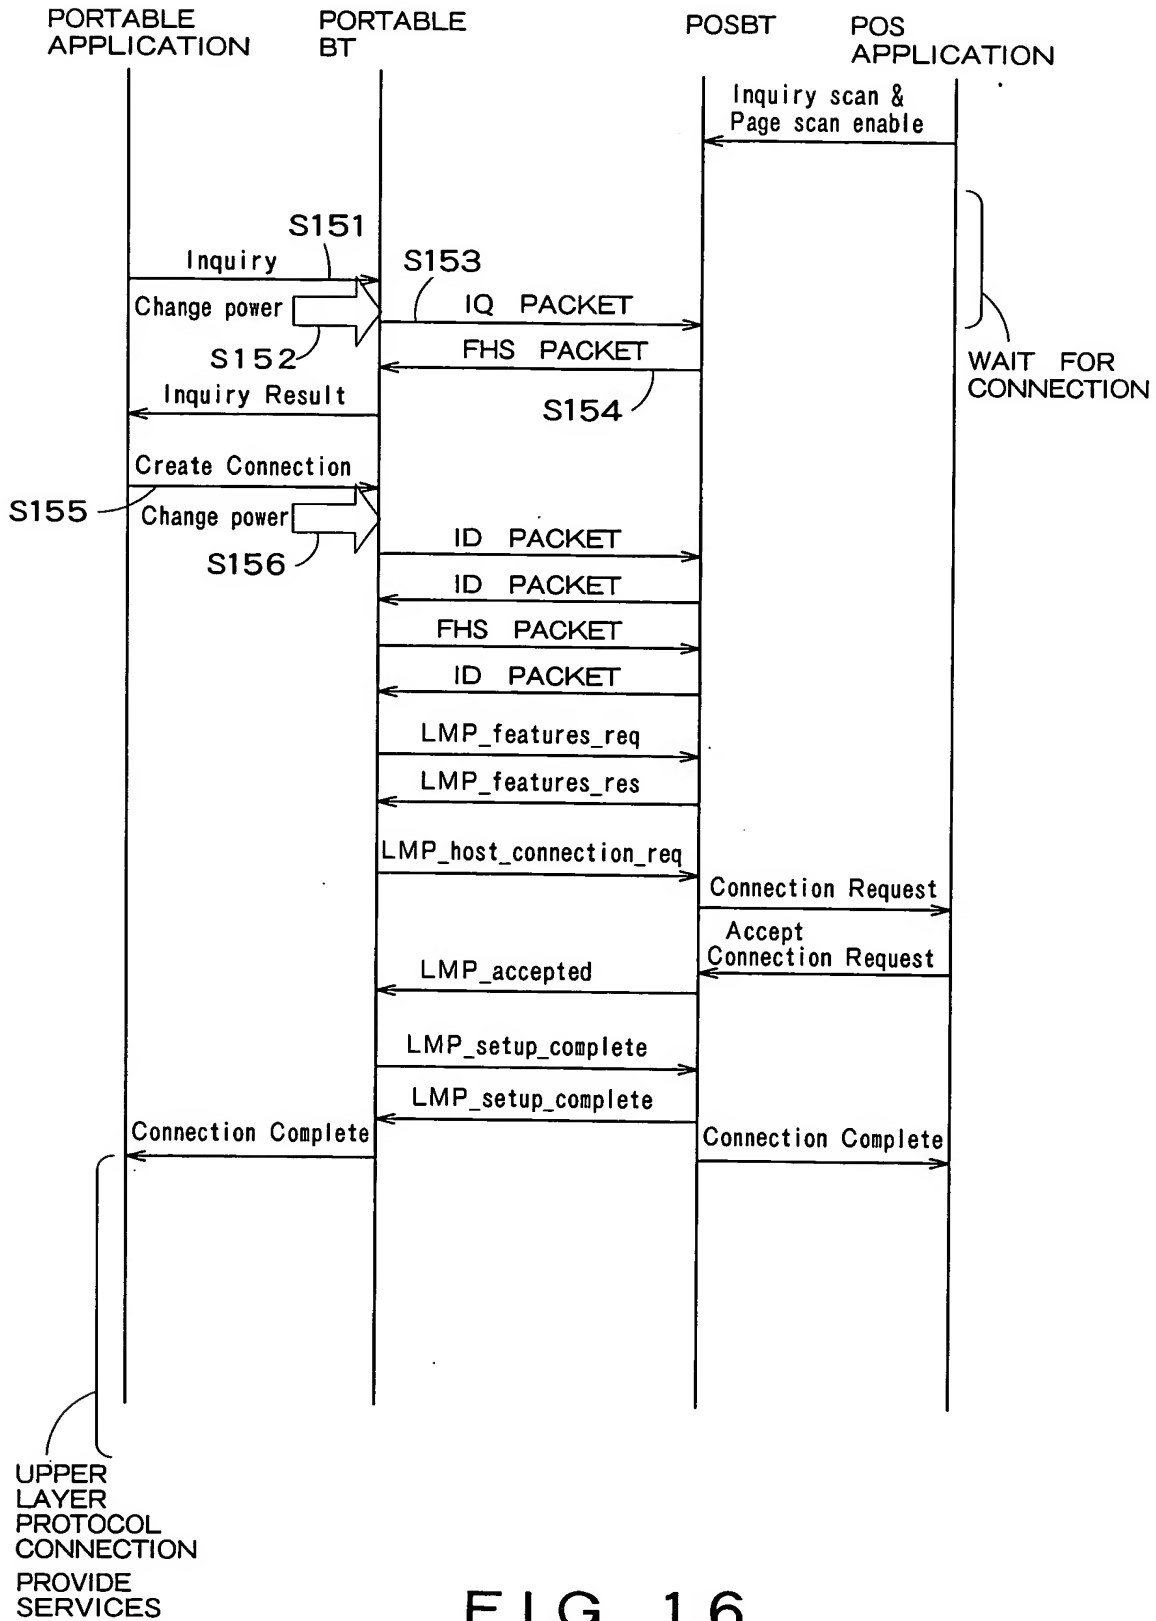 PORTABLE
APPLICATION
PORTABLE
BT
POSBT
POS
APPLICATION
Inquiry scan &
Page scan enable
S151
Inquiry
S153
Change power
IQ PACKET
S152
FHS PACKET
WAIT FOR
CONNECTION
Inquiry Result
S154
Create Connection
S155
Change power
ID PACKET
S156
ID PACKET
FHS PACKET
ID PACKET
LMP_features_req
LMP_features_res
LMP_host_connection_req
Connection Request
Accept
Connection Request
LMP_accepted
LMP_setup_complete
LMP_setup_complete
Connection Complete
Connection Complete
UPPER
LAYER
PROTOCOL
CONNECTION
PROVIDE
SERVICES
FIG. 16